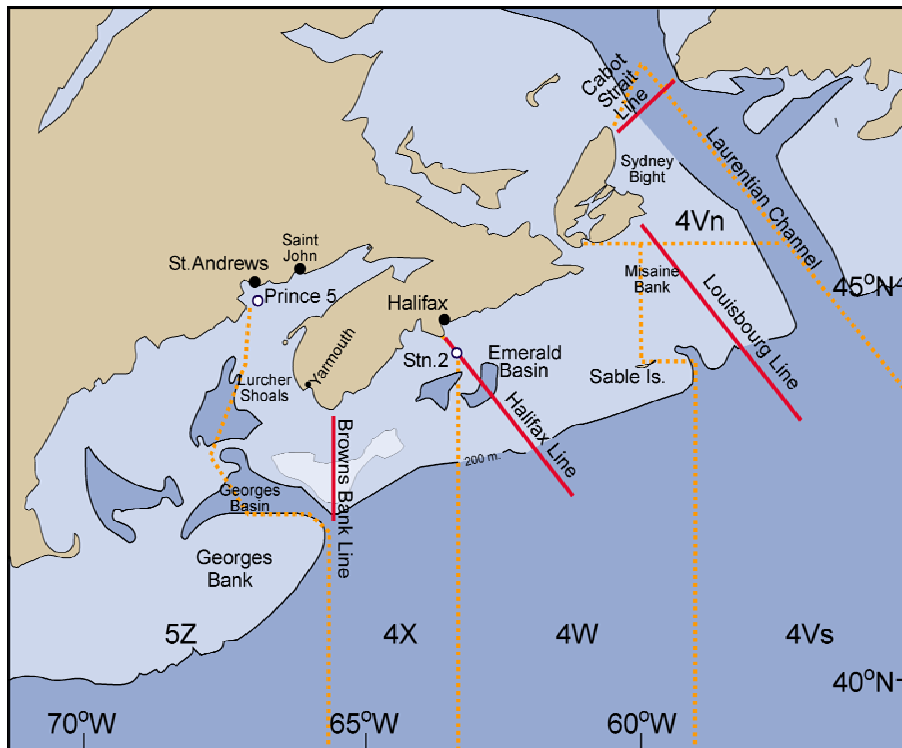 Cabot
Strait
Line
Laurentian Channel
Sydney
Bight
4Vn
Saint
John
St.Andrews
Prince 5
Misaine
Bank
45°N
Halifax
Louisbourg Line
Stn.2
Emerald
Basin
Yarmouth
Lurcher
Shoals
Sable Is.
Halifax Line
Browns Bank Line
200 m.
Georges
Basin
Georges
Bank
5Z
4X
4W
4Vs
40°N
70°W
65°W
60°W